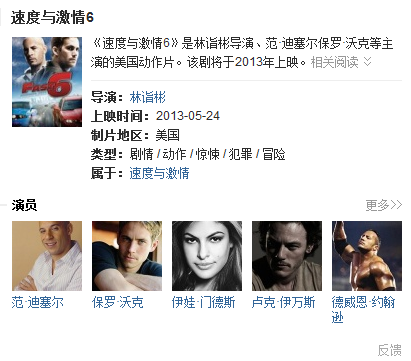 速度与激情6
《速度与激情6》是林诣彬导演、范·迪塞尔保罗·沃克等主
演的美国动作片。该剧将于2013年上映。相关阅读
导演：林诣彬
上映时间：2013-05-24
制片地区：美国
类型：剧情 / 动作 / 惊悚 / 犯罪 / 冒险
属于：速度与激情
演员
更多>>
范·迪塞尔
保罗·沃克
伊娃·门德斯
卢克·伊万斯
德威恩·约翰
逊
反馈